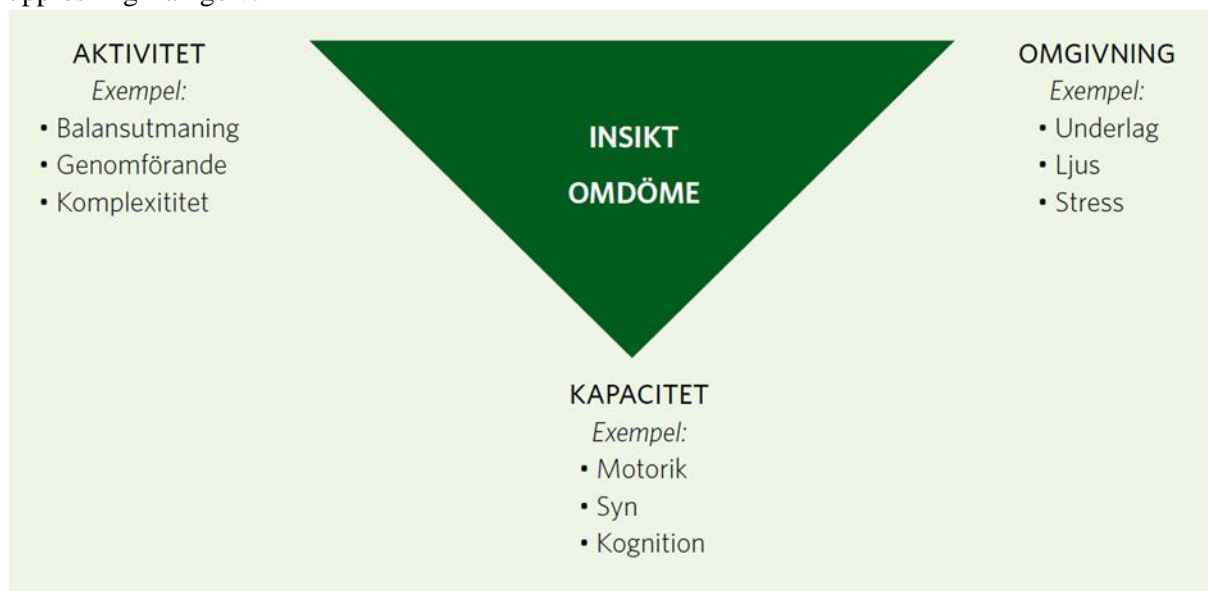 AKTIVITET
Exempel:
• Balansutmaning
• Genomförande
• Komplexititet
INSIKT
OMDÖME
OMGIVNING
Exempel:
• Underlag
• Ljus
• Stress
KAPACITET
Exempel:
• Motorik
• Syn
• Kognition